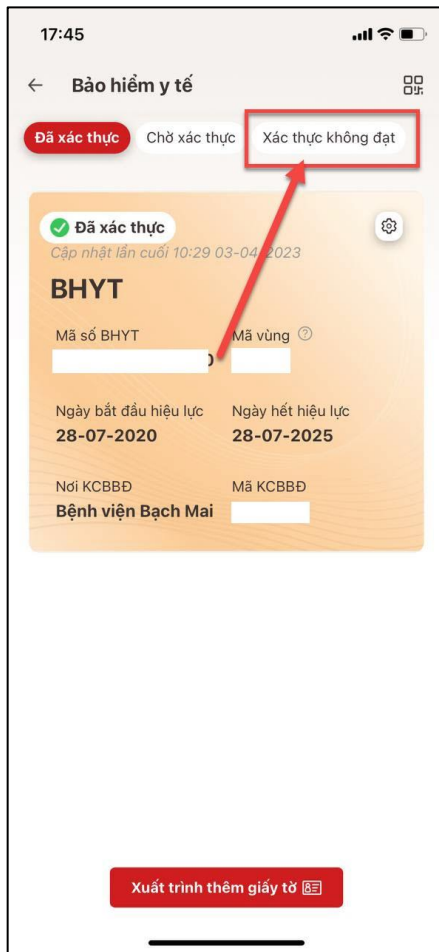 17:45
Bảo hiểm y tế
Đã xác thực Chờ xác thực Xác thực không đạt
Đã xác thực
Cập nhật lần cuối 10:29 03-04-2023
BHYT
Mã số BHYT Mã vùng
Ngày bắt đầu hiệu lực Ngày hết hiệu lực
28-07-2020 28-07-2025
Nơi KCBBĐ Mã KCBBĐ
Bệnh viện Bạch Mai
Xuất trình thêm giấy tờ